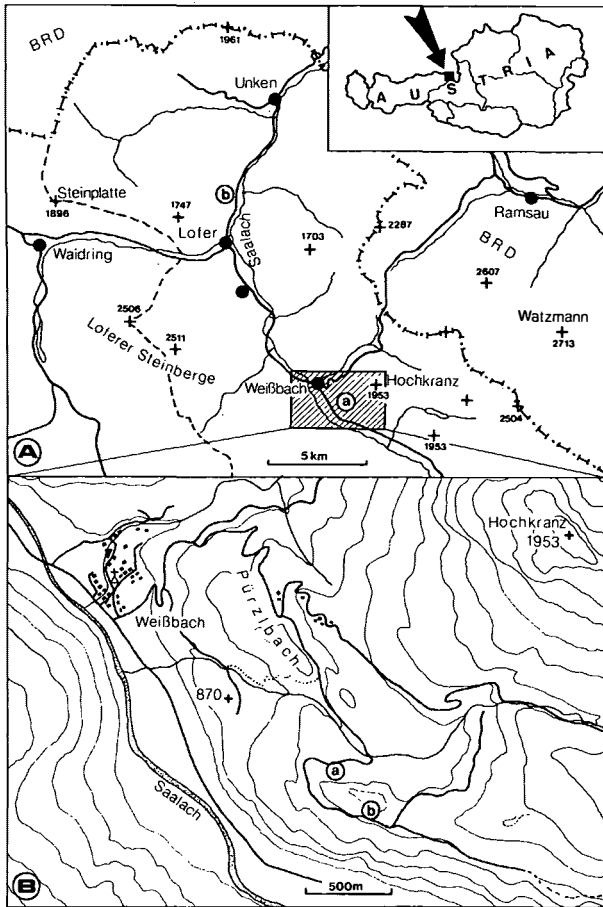 BRD
1961
Unken
AUSTRIA
Steinplatte
1896
b
1747
Lofer
Saalach
1703
2287
Ramsau
BRD
Waidring
2607
2506
2511
Loferer Steinberge
Watzmann
2713
Weißbach
a
Hochkranz
1953
2504
1953
A
5 km
Hochkranz
1953
Pürzlbach
Weißbach
870
a
b
Saalach
B
500m